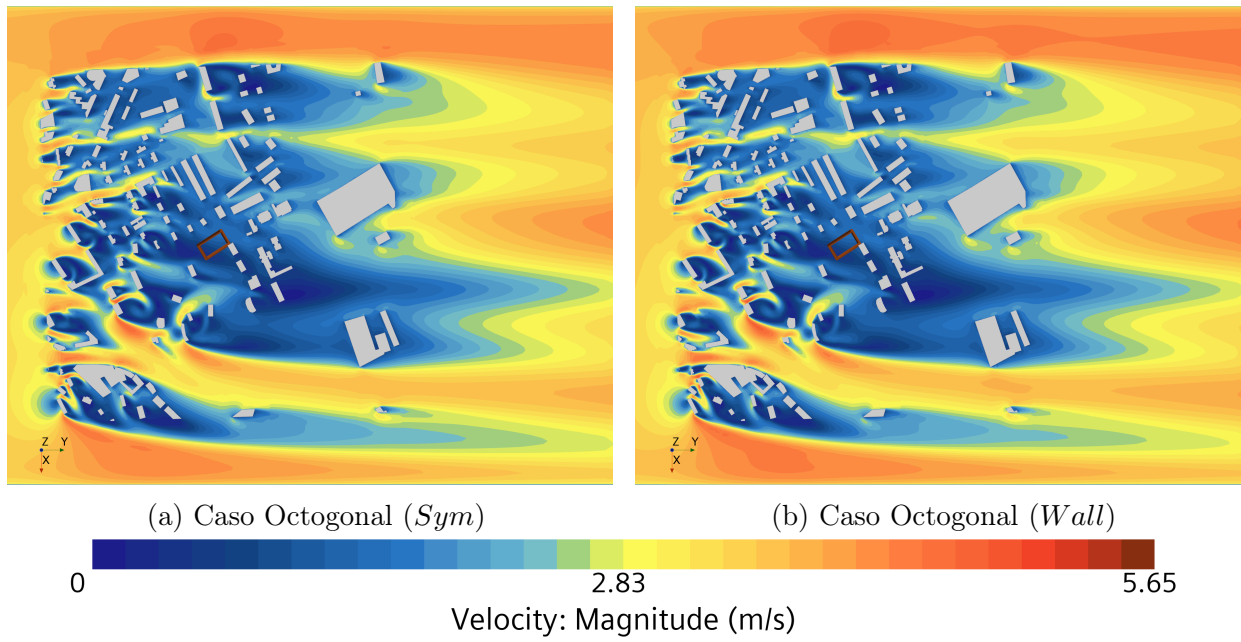 Z Y
X
Z Y
X
(a) Caso Octogonal (Sym)
(b) Caso Octogonal (Wall)
0
2.83
5.65
Velocity: Magnitude (m/s)